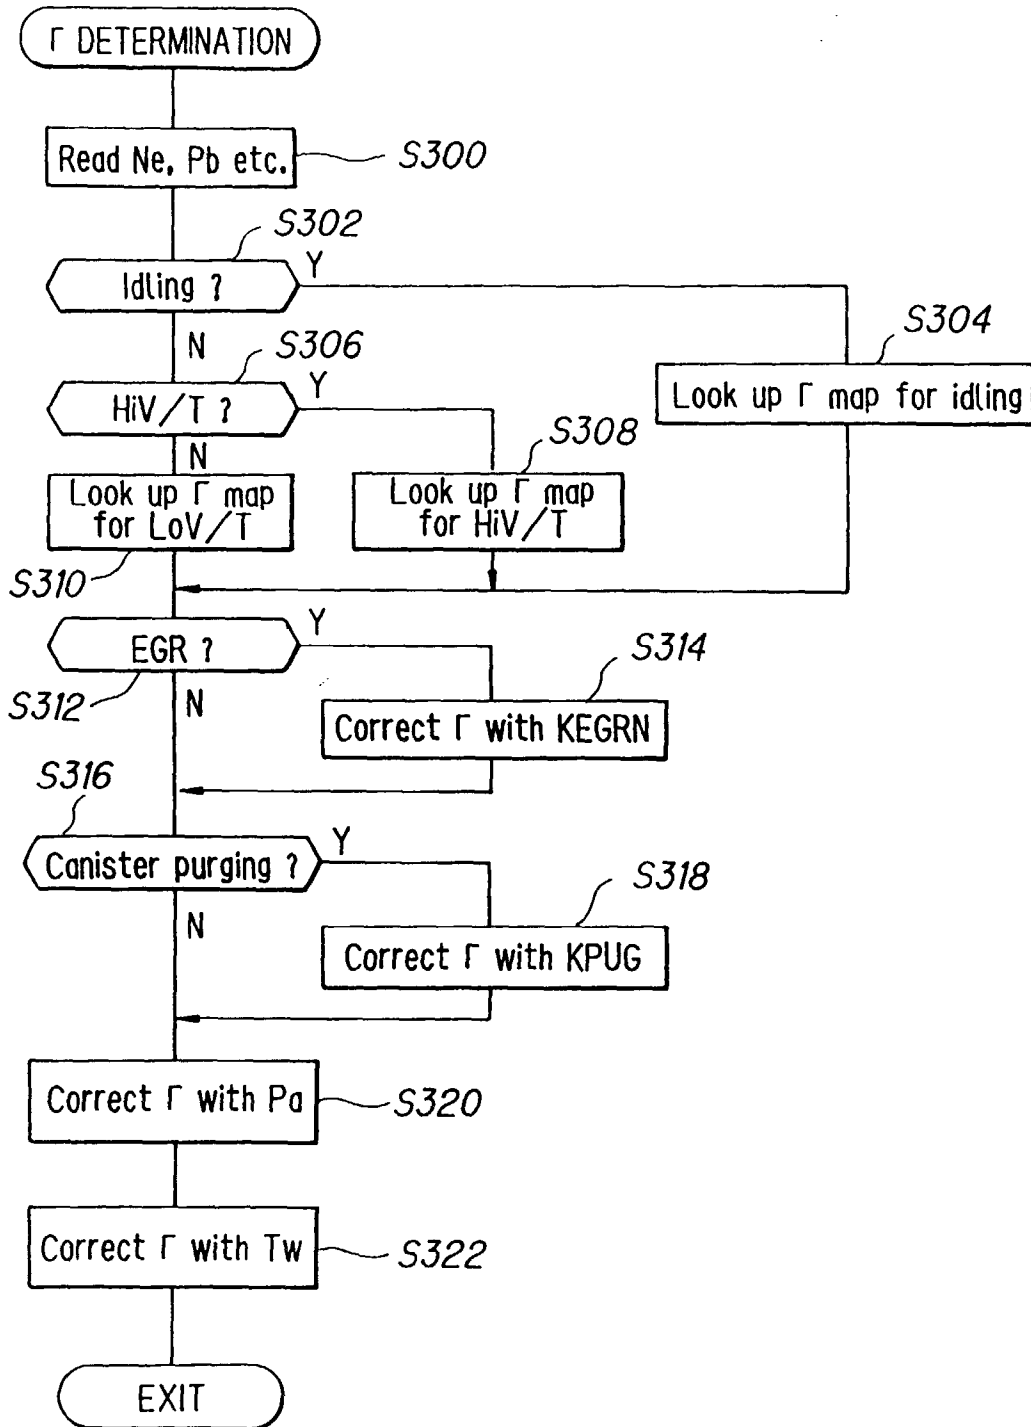 Γ DETERMINATION
Read Ne, Pb etc.
S300
S302
Idling ?
Y
N
S304
Look up Γ map for idling
S306
HiV/T ?
Y
N
S308
Look up Γ map
for HiV/T
Look up Γ map
for LoV/T
S310
EGR ?
Y
S312
N
S314
Correct Γ with KEGRN
S316
Canister purging ?
Y
N
S318
Correct Γ with KPUG
Correct Γ with Pa
S320
Correct Γ with Tw
S322
EXIT